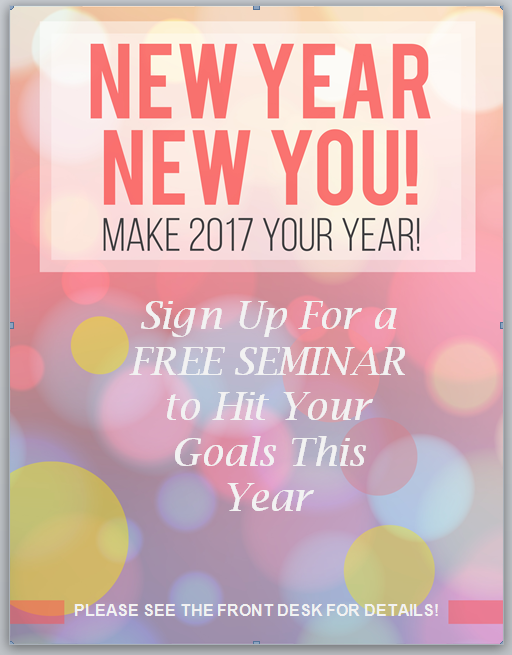 NEW YEAR
NEW YOU!
MAKE 2017 YOUR YEAR!
Sign Up For a
FREE SEMINAR
to Hit Your
Goals This
Year
PLEASE SEE THE FRONT DESK FOR DETAILS!